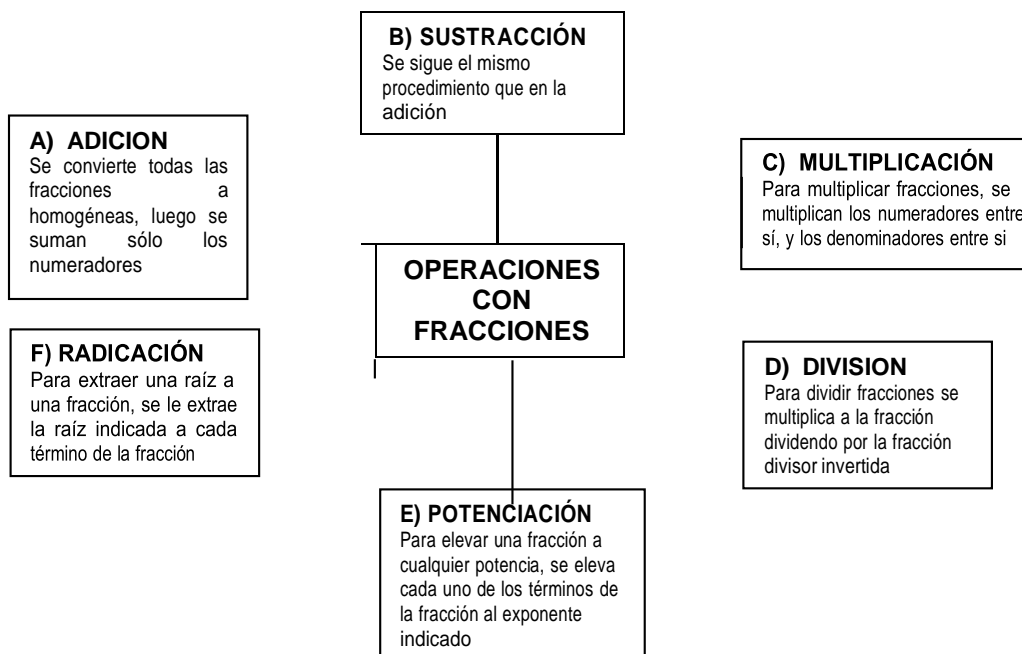 B) SUSTRACCIÓN
Se sigue el mismo
procedimiento que en la
adición
A) ADICION
Se convierte todas las
fracciones a
homogéneas, luego se
suman sólo los
numeradores
C) MULTIPLICACIÓN
Para multiplicar fracciones, se
multiplican los numeradores entre
sí, y los denominadores entre si
OPERACIONES
CON
FRACCIONES
F) RADICACIÓN
Para extraer una raíz a
una fracción, se le extrae
la raíz indicada a cada
término de la fracción
D) DIVISION
Para dividir fracciones se
multiplica a la fracción
dividendo por la fracción
divisor invertida
E) POTENCIACIÓN
Para elevar una fracción a
cualquier potencia, se eleva
cada uno de los términos de
la fracción al exponente
indicado